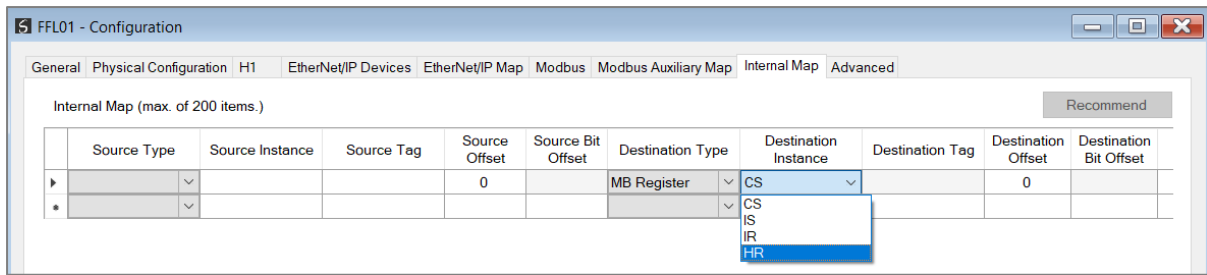 FFL01 - Configuration
General Physical Configuration H1 EtherNet/IP Devices EtherNet/IP Map Modbus Modbus Auxiliary Map Internal Map Advanced
Internal Map (max. of 200 items.) Recommend
Source Type Source Instance Source Tag Source Offset Source Bit Offset Destination Type Destination Instance Destination Tag Destination Offset Destination Bit Offset
0 MB Register CS 0
CS
IS
IR
HR